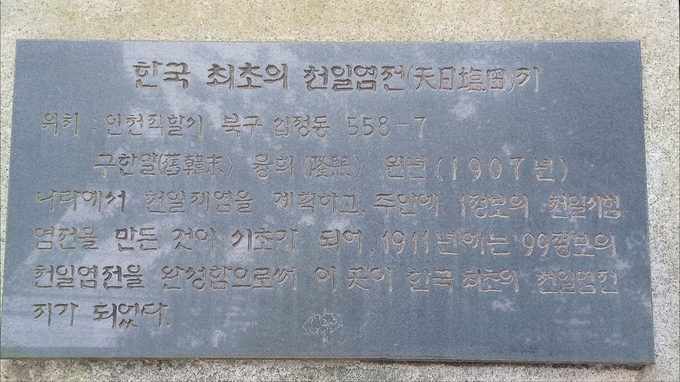 한국 최초의 천일염전(天日塩田)지
위치 : 인천직할시 북구 십정동 558-7
구한말(舊韓末) 융희(隆熙) 원년(1907년)
나라에서 천일제염을 계획하고, 주안에 1정보의 천일시험
염전을 만든 것이 시초가 되어, 1911년에는 99정보의
천일염전을 완성함으로써 이 곳이 한국 최초의 천일염전
지가 되었다.